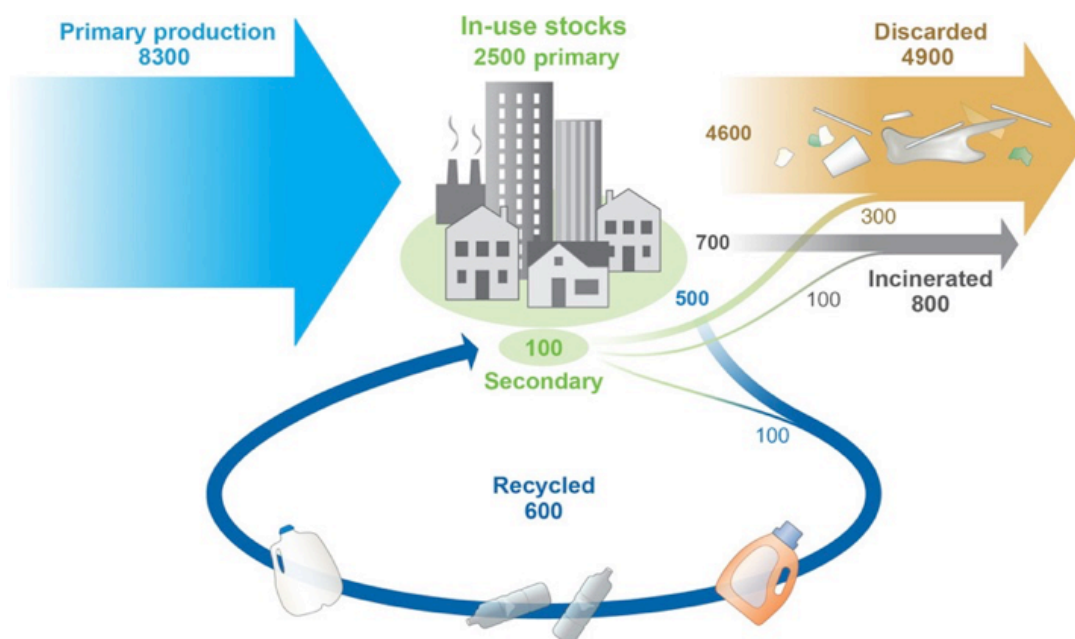 Primary production
8300
In-use stocks
2500 primary
Discarded
4900
4600
300
700
Incinerated
800
100
500
100
Secondary
100
Recycled
600